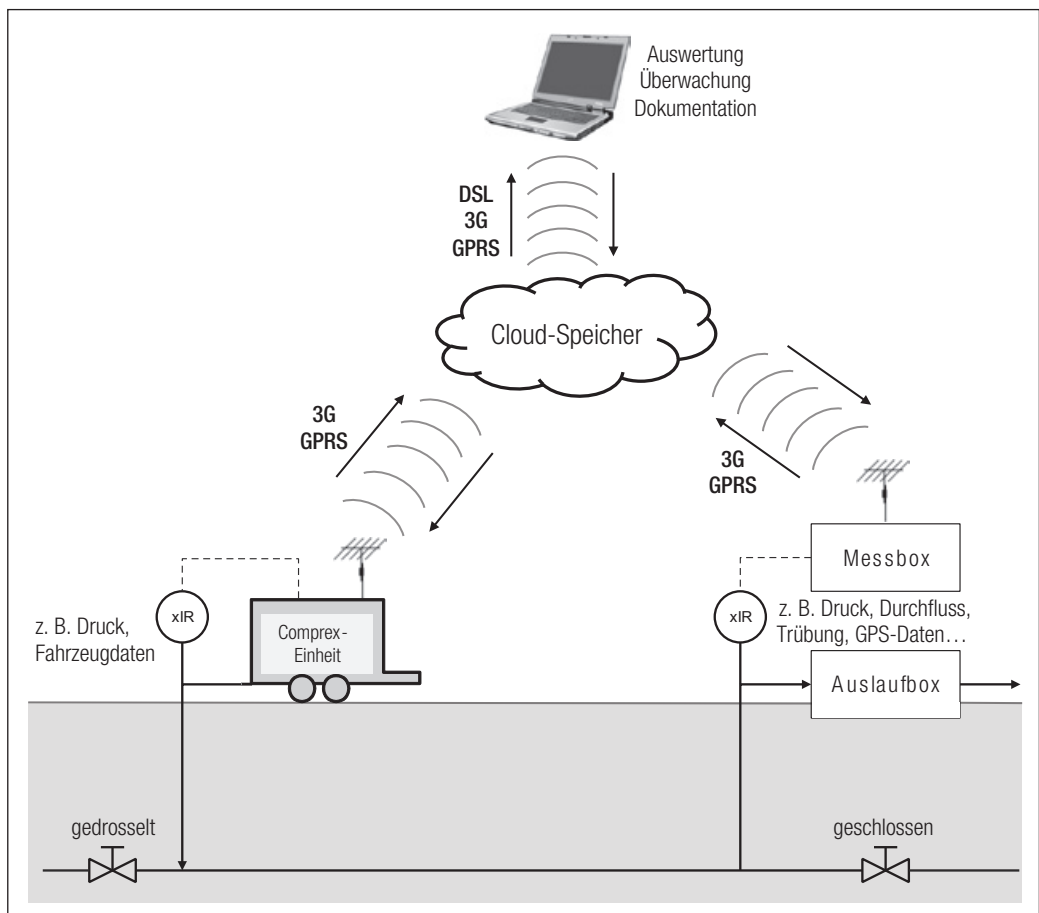 Auswertung
Überwachung
Dokumentation
DSL
3G
GPRS
Cloud-Speicher
3G
GPRS
3G
GPRS
Messbox
xIR
z. B. Druck,
Fahrzeugdaten
Comprex-
Einheit
xIR
z. B. Druck, Durchfluss,
Trübung, GPS-Daten…
Auslaufbox
gedrosselt
geschlossen